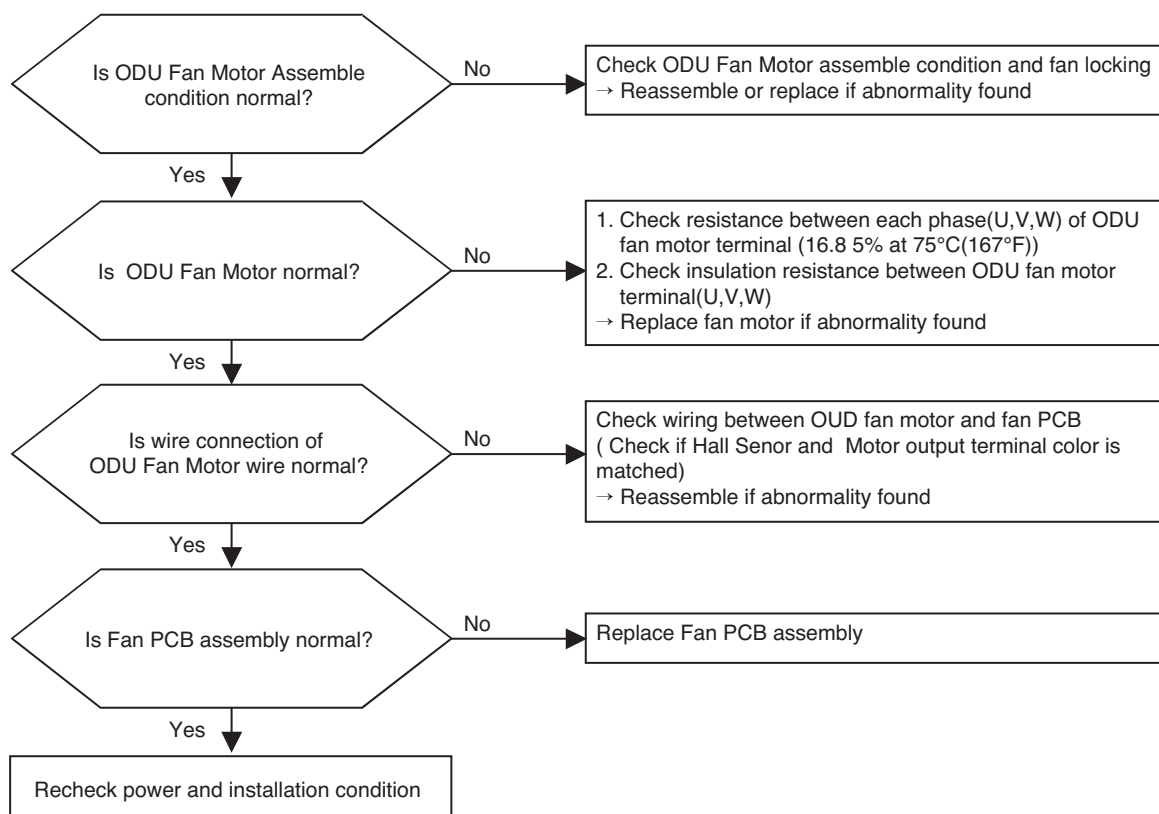 Is ODU Fan Motor Assemble
condition normal?
No
Check ODU Fan Motor assemble condition and fan locking
→ Reassemble or replace if abnormality found
Yes
Is ODU Fan Motor normal?
No
1. Check resistance between each phase(U,V,W) of ODU
fan motor terminal (16.8 5% at 75°C(167°F))
2. Check insulation resistance between ODU fan motor
terminal(U,V,W)
→ Replace fan motor if abnormality found
Yes
Is wire connection of
ODU Fan Motor wire normal?
No
Check wiring between OUD fan motor and fan PCB
( Check if Hall Senor and Motor output terminal color is
matched)
→ Reassemble if abnormality found
Yes
Is Fan PCB assembly normal?
No
Replace Fan PCB assembly
Yes
Recheck power and installation condition